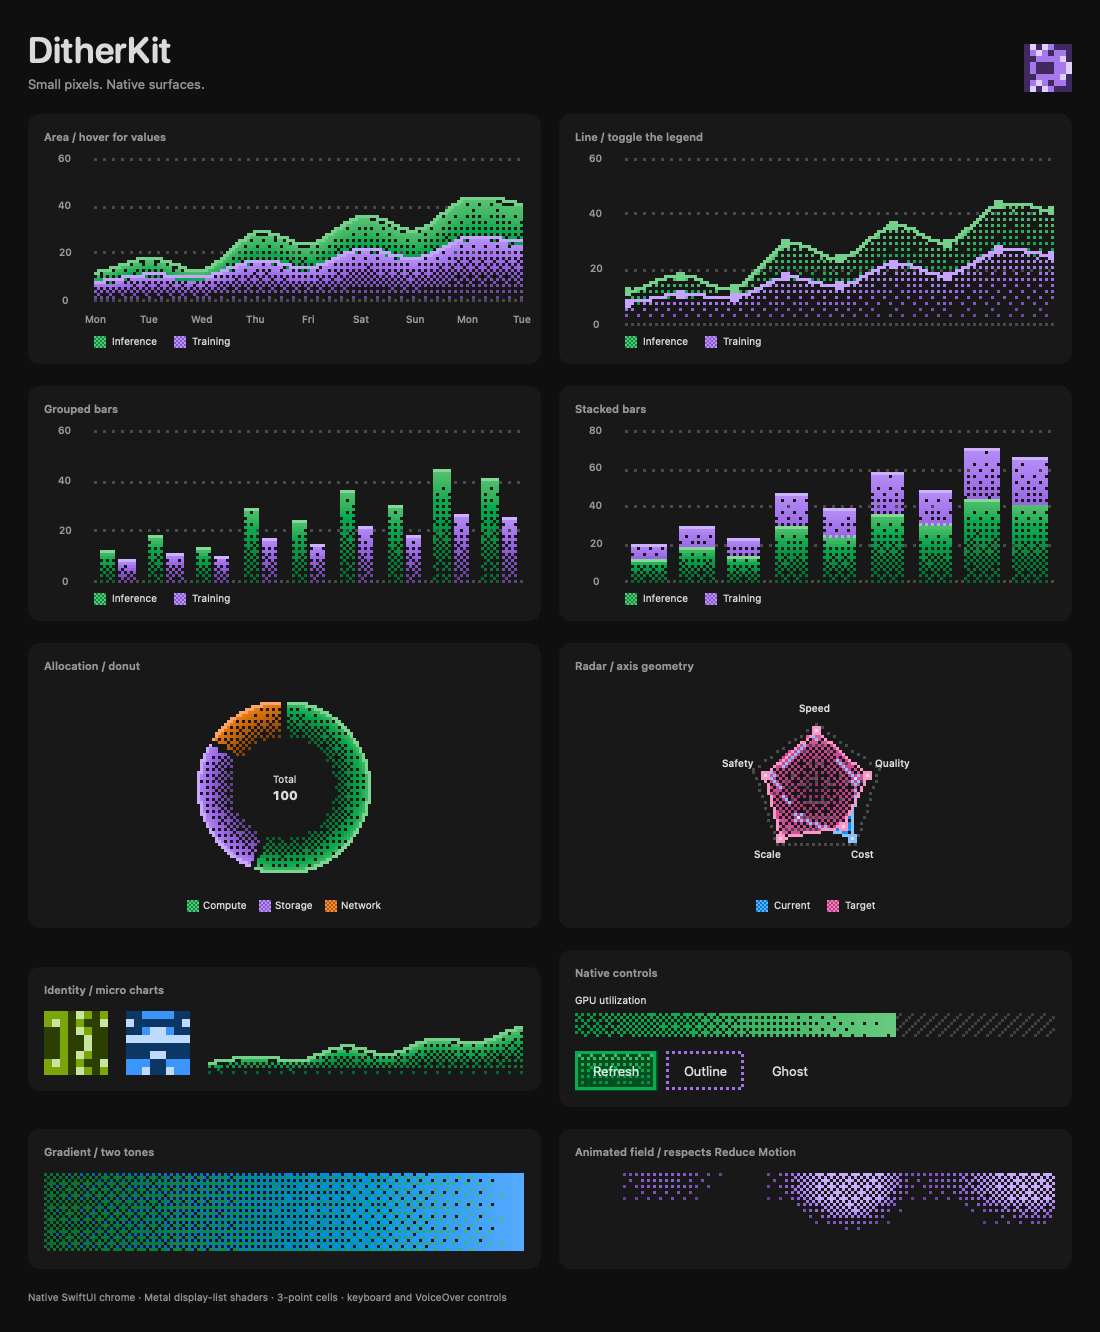 DitherKit
Small pixels. Native surfaces.
Area / hover for values
60
40
20
0
Mon Tue Wed Thu Fri Sat Sun Mon Tue
Inference Training
Line / toggle the legend
60
40
20
0
Inference Training
Grouped bars
60
40
20
0
Inference Training
Stacked bars
80
60
40
20
0
Inference Training
Allocation / donut
Total
100
Compute Storage Network
Radar / axis geometry
Speed
Safety Quality
Scale Cost
Current Target
Identity / micro charts
Native controls
GPU utilization
Refresh Outline Ghost
Gradient / two tones
Animated field / respects Reduce Motion
Native SwiftUI chrome · Metal display-list shaders · 3-point cells · keyboard and VoiceOver controls